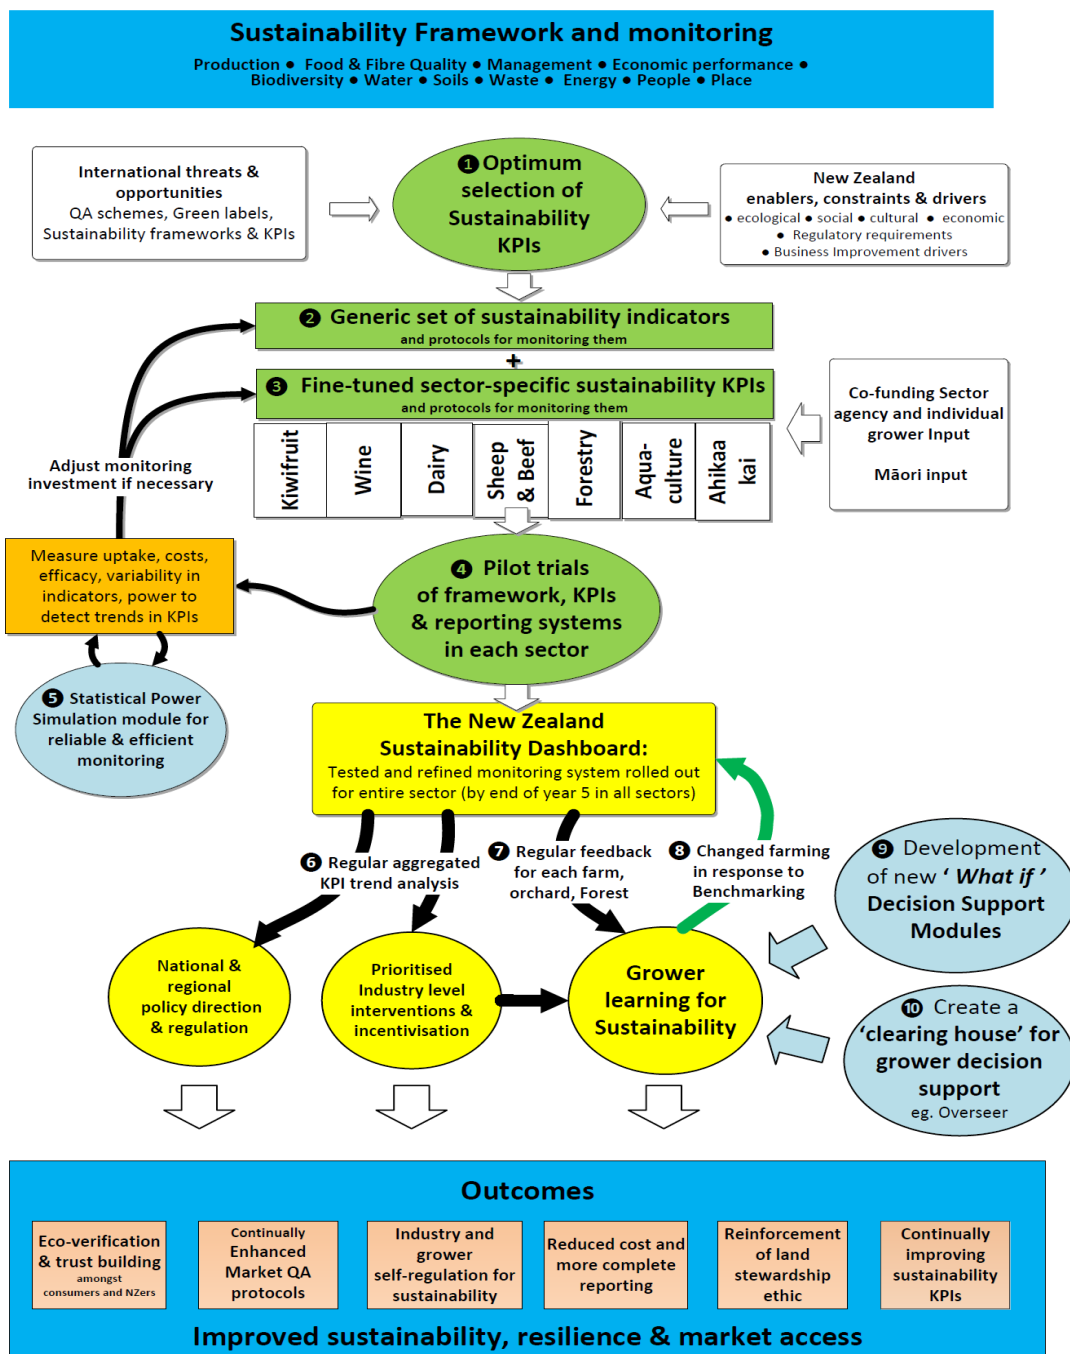 Sustainability Framework and monitoring
Production ● Food & Fibre Quality ● Management ● Economic performance ●
Biodiversity ● Water ● Soils ● Waste ● Energy ● People ● Place
International threats &
opportunities
QA schemes, Green labels,
Sustainability frameworks & KPIs
❶ Optimum
selection of
Sustainability
KPIs
New Zealand
enablers, constraints & drivers
● ecological ● social ● cultural ● economic
● Regulatory requirements
● Business Improvement drivers
❷ Generic set of sustainability indicators
and protocols for monitoring them
+
❸ Fine-tuned sector-specific sustainability KPIs
and protocols for monitoring them
Kiwifruit
Wine
Dairy
Sheep
& Beef
Forestry
Aqua-
culture
Ahikaa
kai
Co-funding Sector
agency and individual
grower Input
Māori input
Adjust monitoring
investment if necessary
Measure uptake, costs,
efficacy, variability in
indicators, power to
detect trends in KPIs
❹ Pilot trials
of framework, KPIs
& reporting systems
in each sector
❺ Statistical Power
Simulation module for
reliable & efficient
monitoring
The New Zealand
Sustainability Dashboard:
Tested and refined monitoring system rolled out
for entire sector (by end of year 5 in all sectors)
❻ Regular aggregated
KPI trend analysis
❼ Regular feedback
for each farm,
orchard, Forest
❽ Changed farming
in response to
Benchmarking
❾ Development
of new ‘ What if ’
Decision Support
Modules
National &
regional
policy direction
& regulation
Prioritised
Industry level
interventions &
incentivisation
Grower
learning for
Sustainability
❿ Create a
‘clearing house’ for
grower decision
support
eg. Overseer
Outcomes
Eco-verification
& trust building
amongst
consumers and NZers
Continually
Enhanced
Market QA
protocols
Industry and
grower
self-regulation for
sustainability
Reduced cost and
more complete
reporting
Reinforcement
of land
stewardship
ethic
Continually
improving
sustainability
KPIs
Improved sustainability, resilience & market access